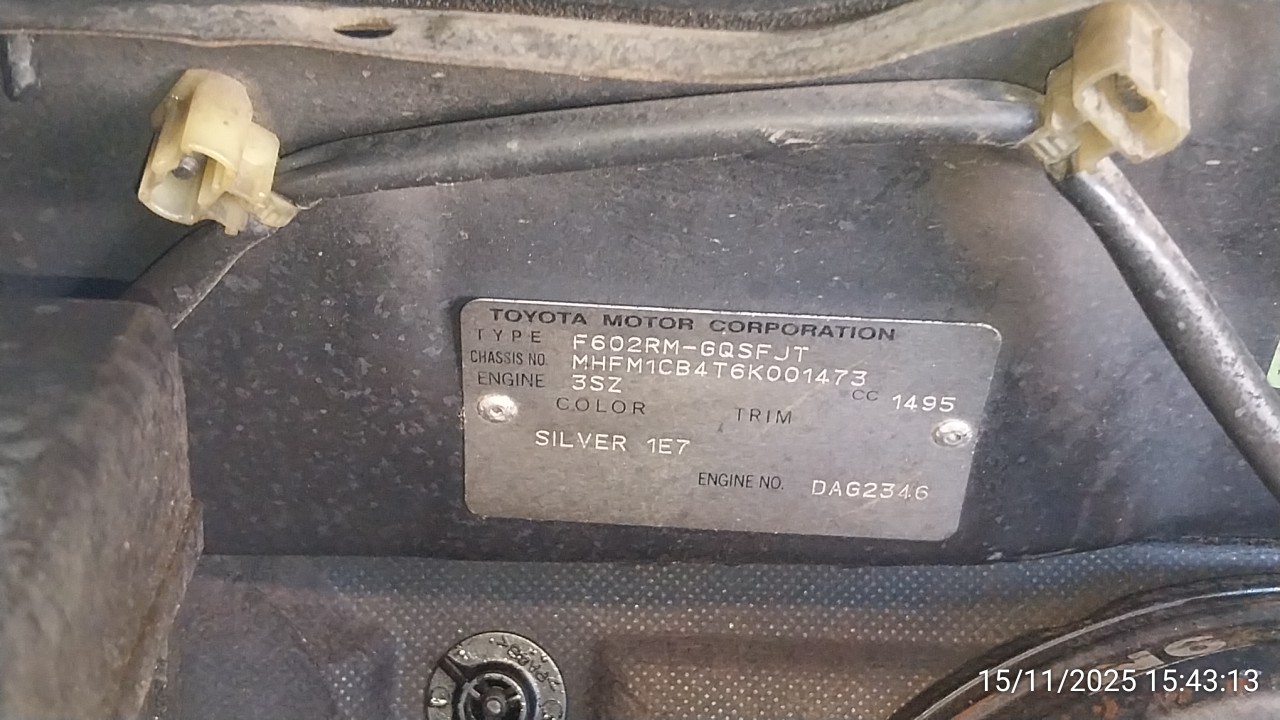 TOYOTA MOTOR CORPORATION
TYPE F602RM-GQSFJT
CHASSIS NO. MHFM1CB4T6K001473
ENGINE 3SZ CC 1495
COLOR TRIM
SILVER 1E7
ENGINE NO. DAG2346
15/11/2025 15:43:13